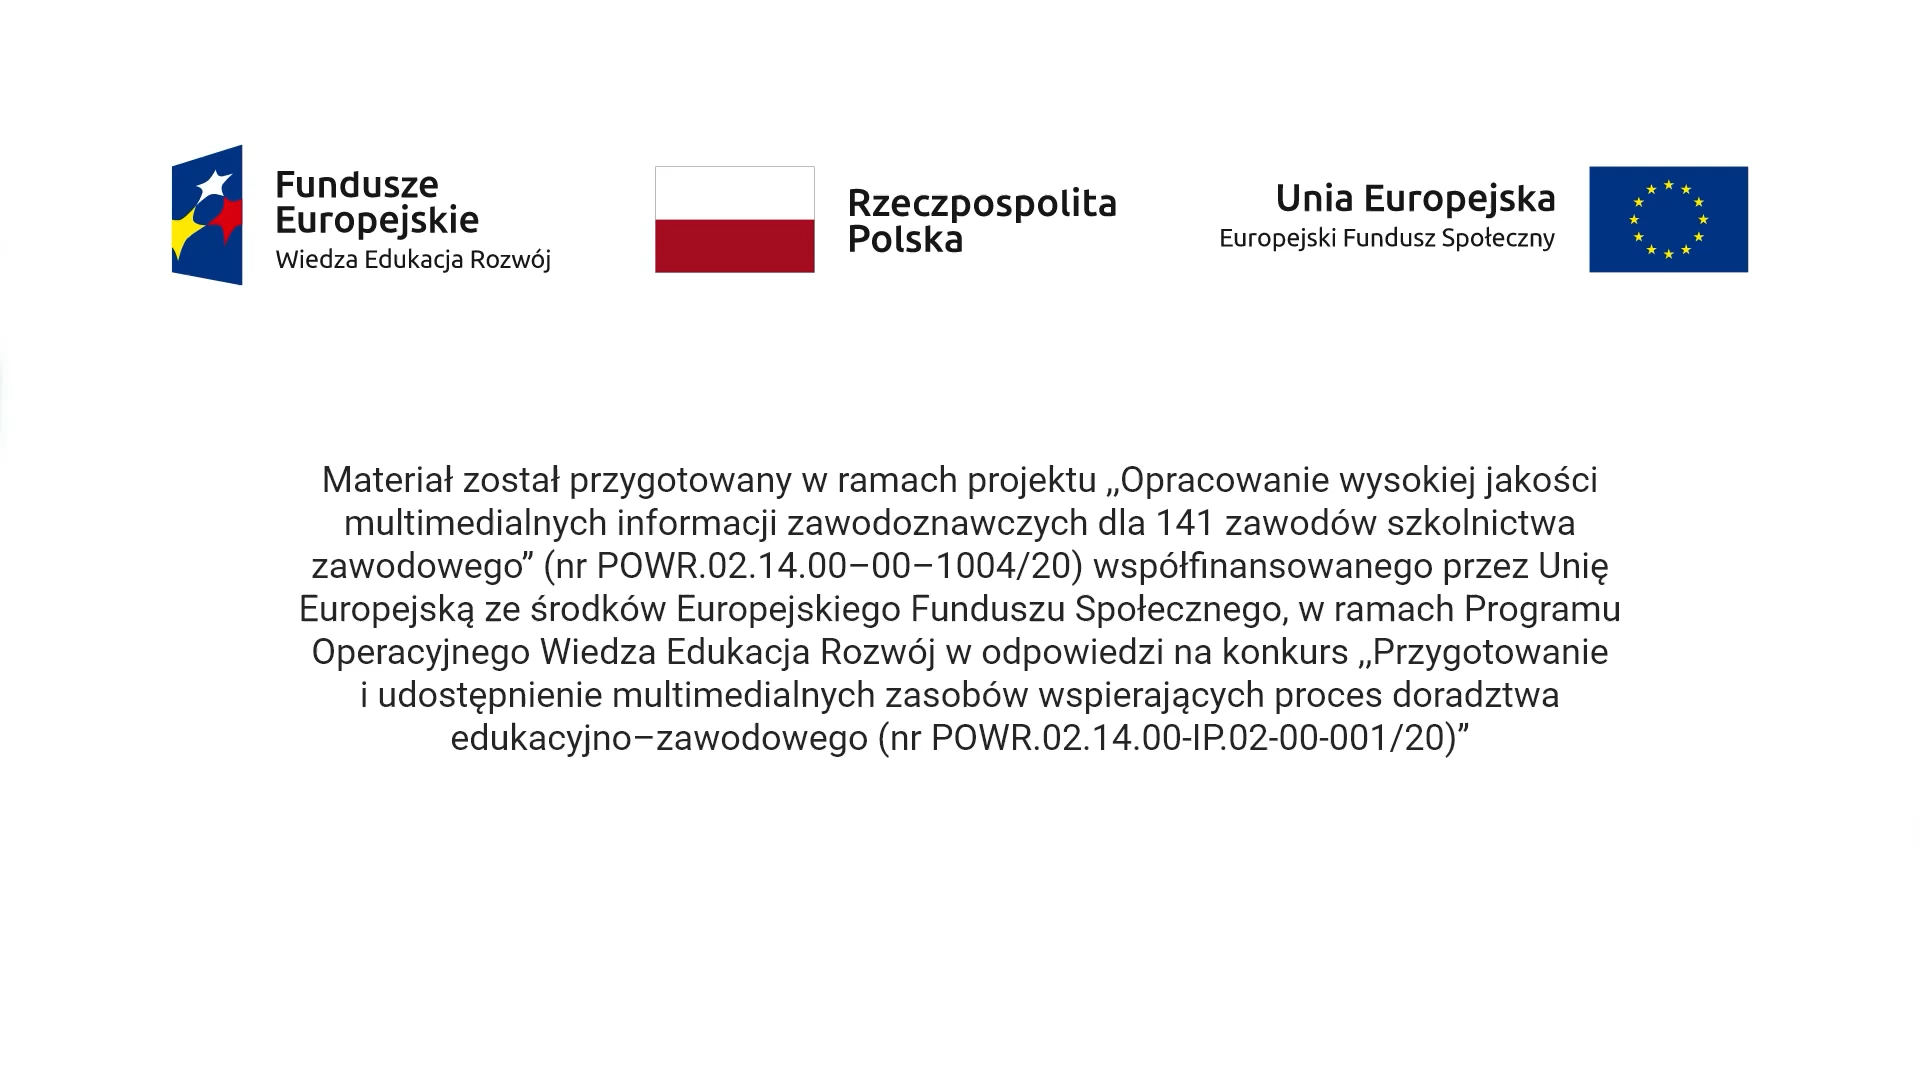 Fundusze
Europejskie
Wiedza Edukacja Rozwój
Rzeczpospolita
Polska
Unia Europejska
Europejski Fundusz Społeczny
Materiał został przygotowany w ramach projektu ,,Opracowanie wysokiej jakości
multimedialnych informacji zawodoznawczych dla 141 zawodów szkolnictwa
zawodowego” (nr POWR.02.14.00–00–1004/20) współfinansowanego przez Unię
Europejską ze środków Europejskiego Funduszu Społecznego, w ramach Programu
Operacyjnego Wiedza Edukacja Rozwój w odpowiedzi na konkurs ,,Przygotowanie
i udostępnienie multimedialnych zasobów wspierających proces doradztwa
edukacyjno–zawodowego (nr POWR.02.14.00-IP.02-00-001/20)”